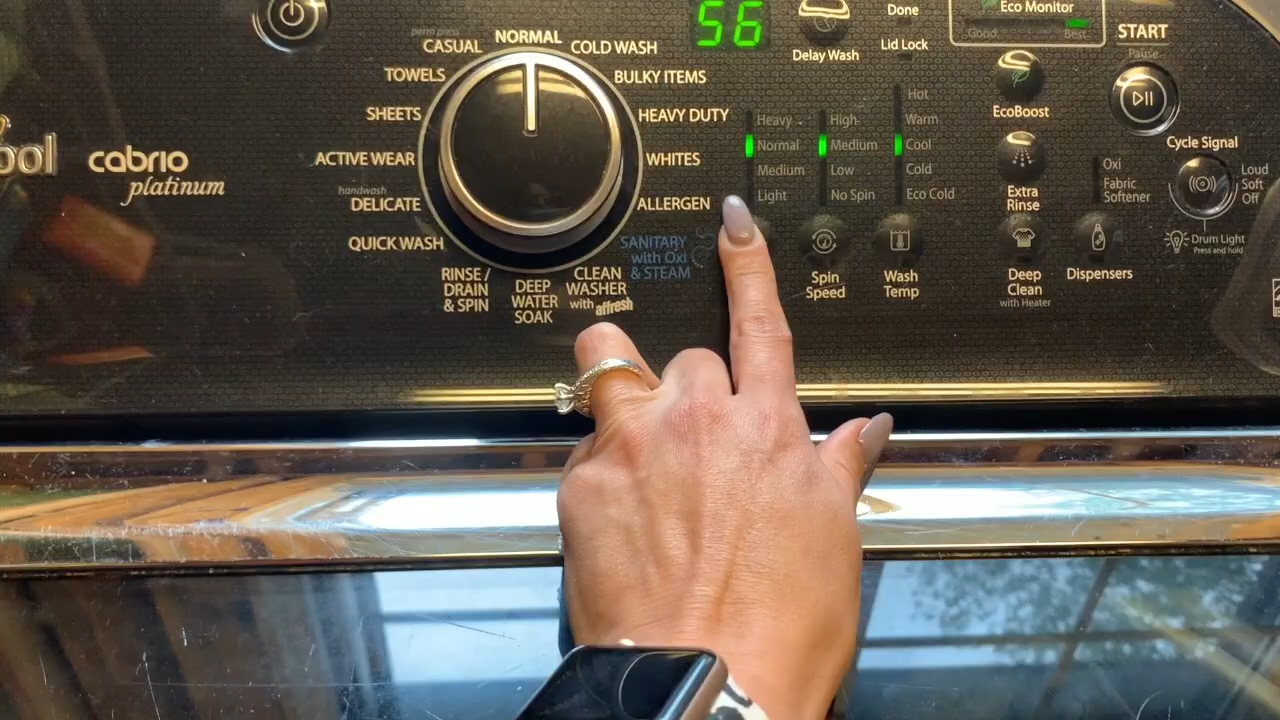 perm press
CASUAL
NORMAL
COLD WASH
TOWELS
BULKY ITEMS
SHEETS
HEAVY DUTY
ool
cabrio
platinum
ACTIVE WEAR
WHITES
handwash
DELICATE
ALLERGEN
QUICK WASH
SANITARY
with Oxi
& STEAM
RINSE /
DRAIN
& SPIN
DEEP
WATER
SOAK
CLEAN
WASHER
with affresh
56
Delay Wash
Done
Lid Lock
Eco Monitor
Good
Best
START
Pause
EcoBoost
Heavy
Normal
Medium
Light
High
Medium
Low
No Spin
Hot
Warm
Cool
Cold
Eco Cold
Spin
Speed
Wash
Temp
Extra
Rinse
Deep
Clean
with Heater
Oxi
Fabric
Softener
Dispensers
Cycle Signal
Loud
Soft
Off
Drum Light
Press and hold